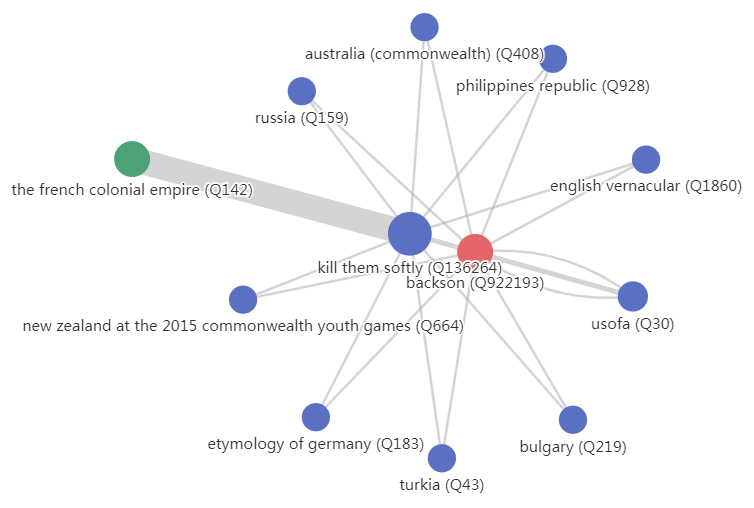 australia (commonwealth) (Q408)
philippines republic (Q928)
russia (Q159)
the french colonial empire (Q142)
english vernacular (Q1860)
kill them softly (Q136264)
backson (Q922193)
new zealand at the 2015 commonwealth youth games (Q664)
usofa (Q30)
etymology of germany (Q183)
bulgary (Q219)
turkia (Q43)